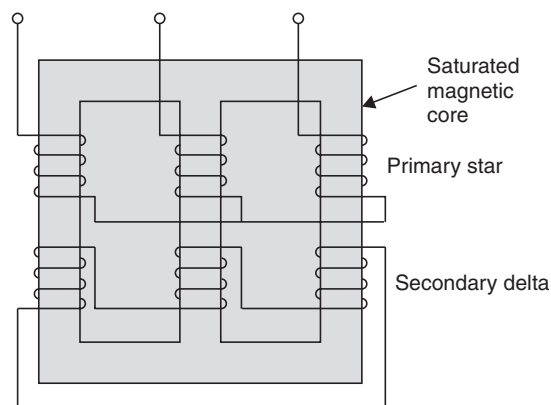 Saturated
magnetic
core
Primary star
Secondary delta